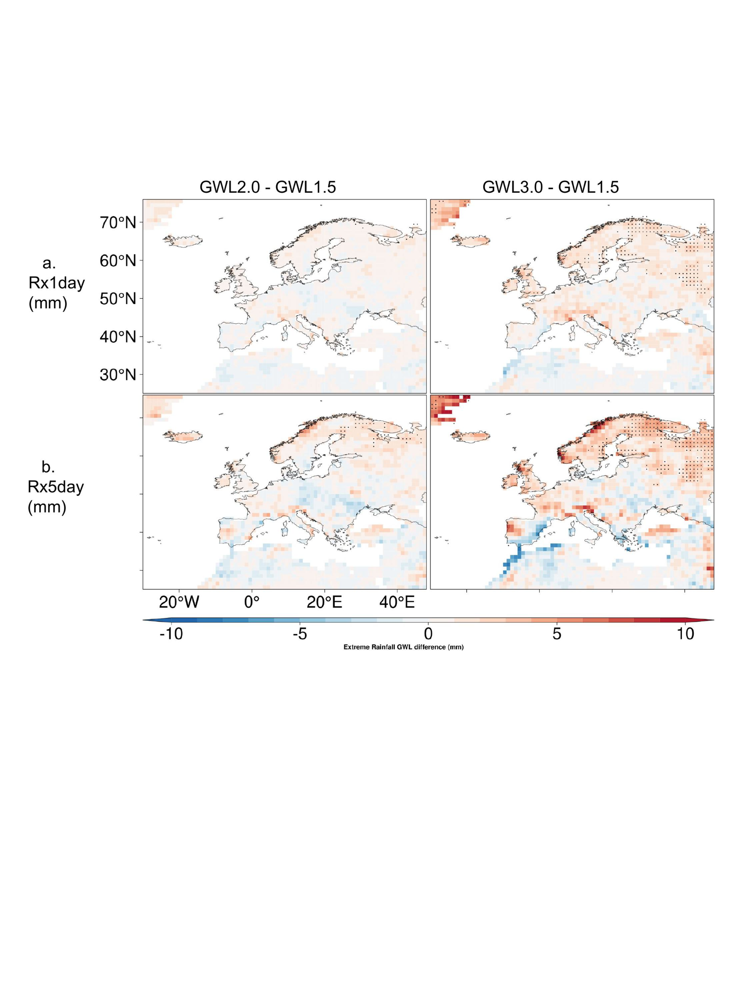 GWL2.0 - GWL1.5
GWL3.0 - GWL1.5
a.
Rx1day
(mm)
70°N
60°N
50°N
40°N
30°N
b.
Rx5day
(mm)
20°W 0° 20°E 40°E
-10 -5 0 5 10
Extreme Rainfall GWL difference (mm)